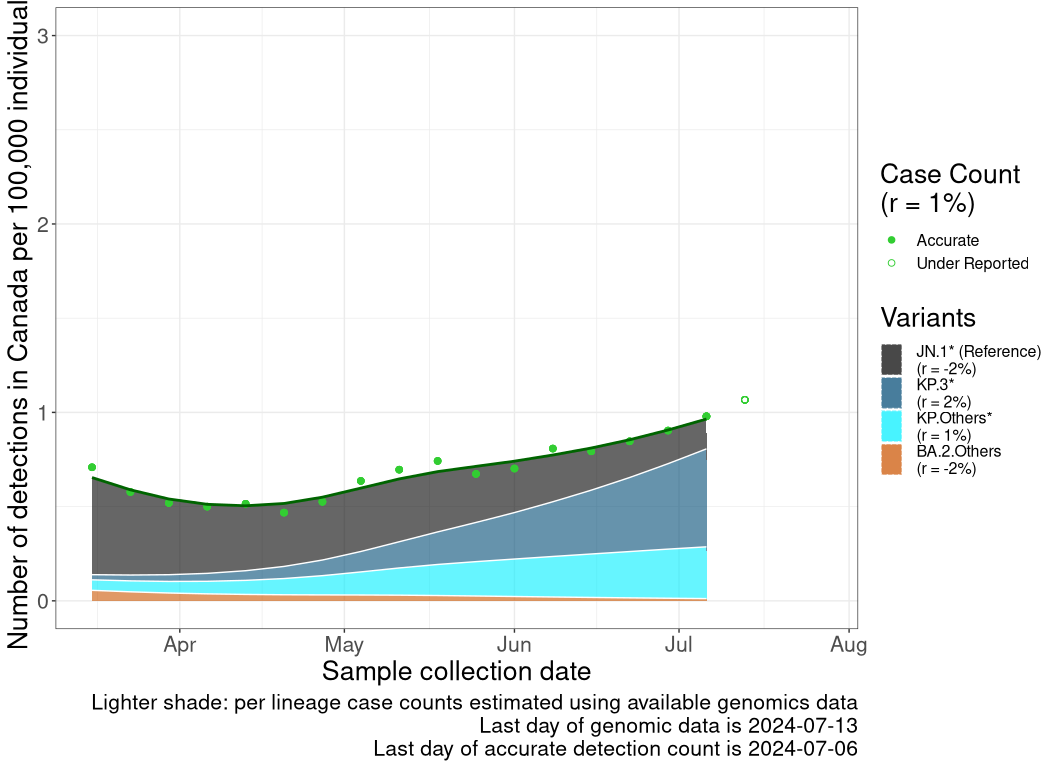 Number of detections in Canada per 100,000 individual
3
2
1
0
Apr
May
Jun
Jul
Aug
Sample collection date
Lighter shade: per lineage case counts estimated using available genomics data
Last day of genomic data is 2024-07-13
Last day of accurate detection count is 2024-07-06
Case Count
(r = 1%)
Accurate
Under Reported
Variants
JN.1* (Reference)
(r = -2%)
KP.3*
(r = 2%)
KP.Others*
(r = 1%)
BA.2.Others
(r = -2%)